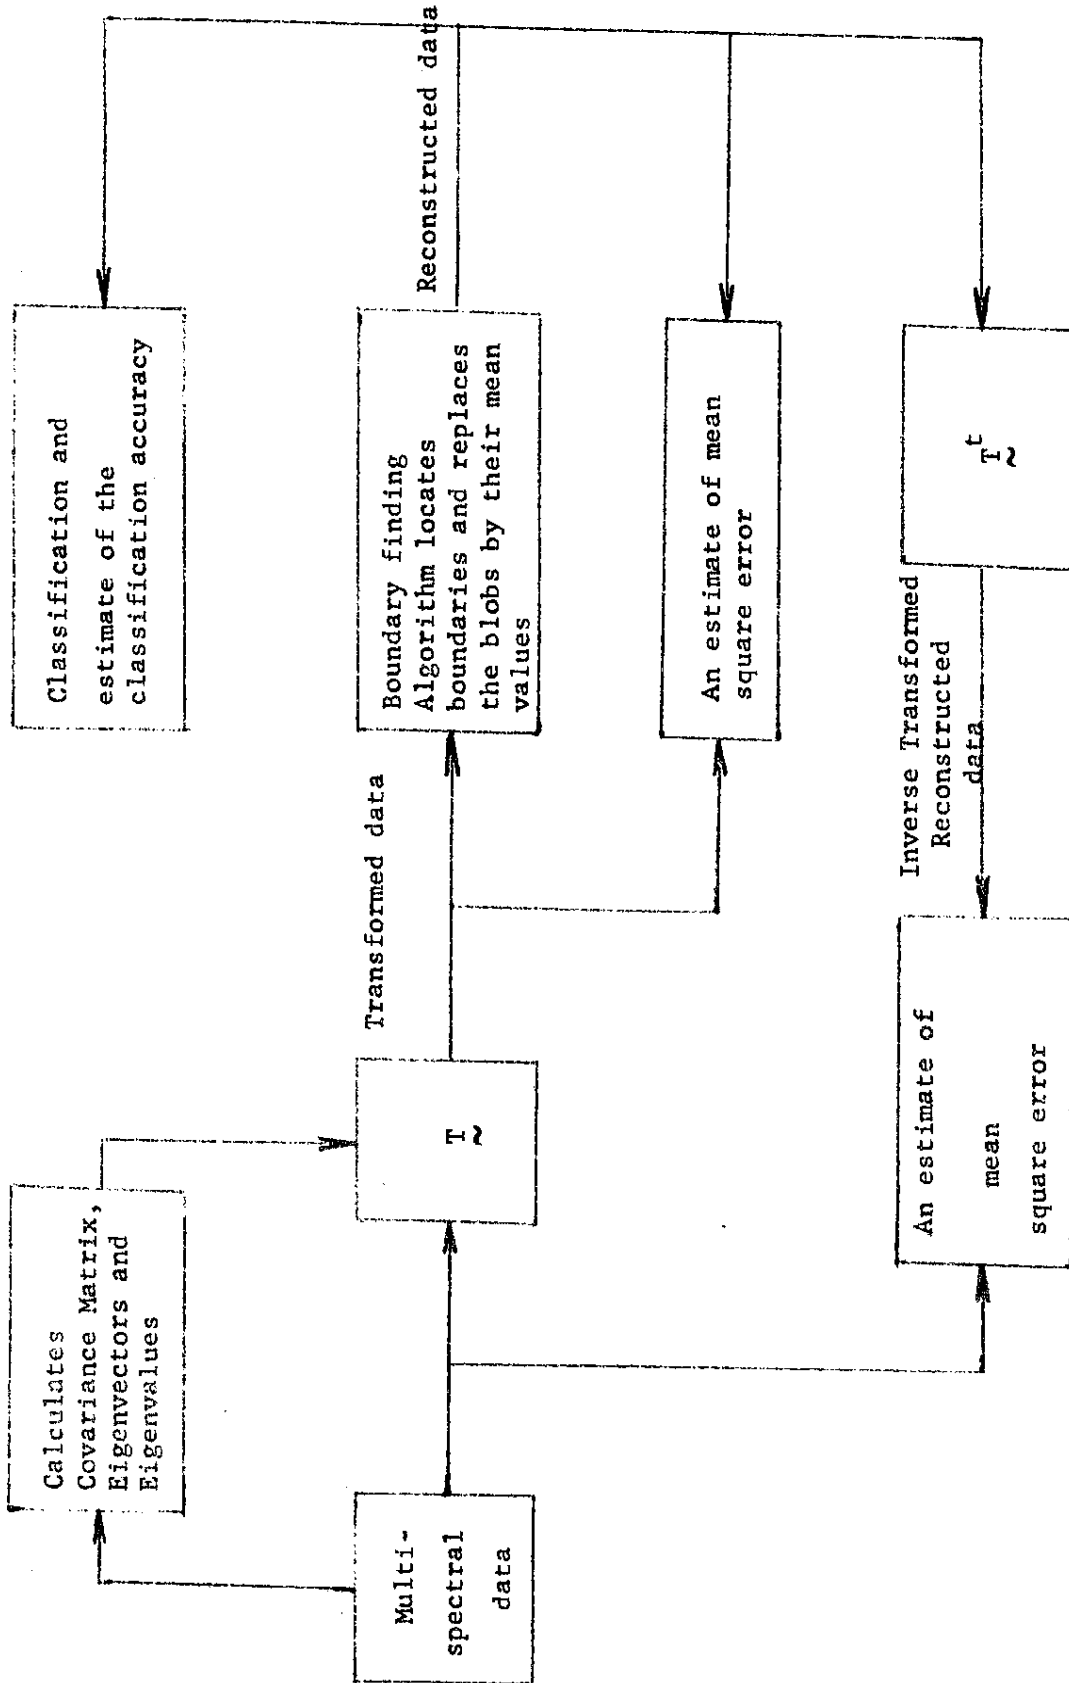 Calculates
Covariance Matrix,
Eigenvectors and
Eigenvalues
Classification and
estimate of the
classification accuracy
Multi-
spectral
data
T
~
Transformed data
Boundary finding
Algorithm locates
boundaries and replaces
the blobs by their mean
values
Reconstructed data
An estimate of mean
square error
An estimate of
mean
square error
Inverse Transformed
Reconstructed
data
T^t
~